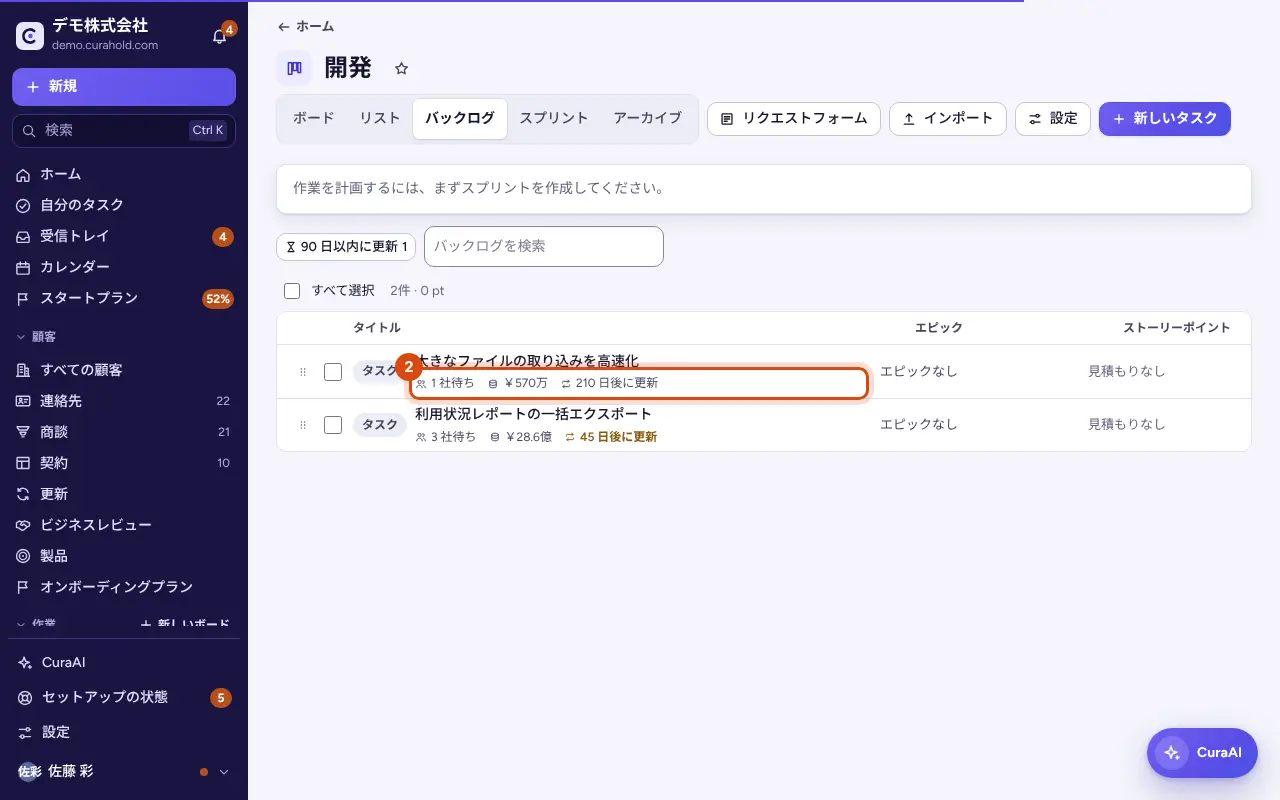 デモ株式会社
demo.curahold.com
4
新規
検索 Ctrl K
ホーム
自分のタスク
受信トレイ 4
カレンダー
スタートプラン 52%
顧客
すべての顧客
連絡先 22
商談 21
契約 10
更新
ビジネスレビュー
製品
オンボーディングプラン
作業 + 新しいボード
CuraAI
セットアップの状態 5
設定
佐彩 佐藤 彩
← ホーム
開発
ボード リスト バックログ スプリント アーカイブ リクエストフォーム インポート 設定 + 新しいタスク
作業を計画するには、まずスプリントを作成してください。
90 日以内に更新 1 バックログを検索
すべて選択 2件 · 0 pt
タイトル エピック ストーリーポイント
タスク 2 大きなファイルの取り込みを高速化 エピックなし 見積もりなし
1 社待ち ¥570万 210 日後に更新
タスク 利用状況レポートの一括エクスポート エピックなし 見積もりなし
3 社待ち ¥28.6億 45 日後に更新
CuraAI